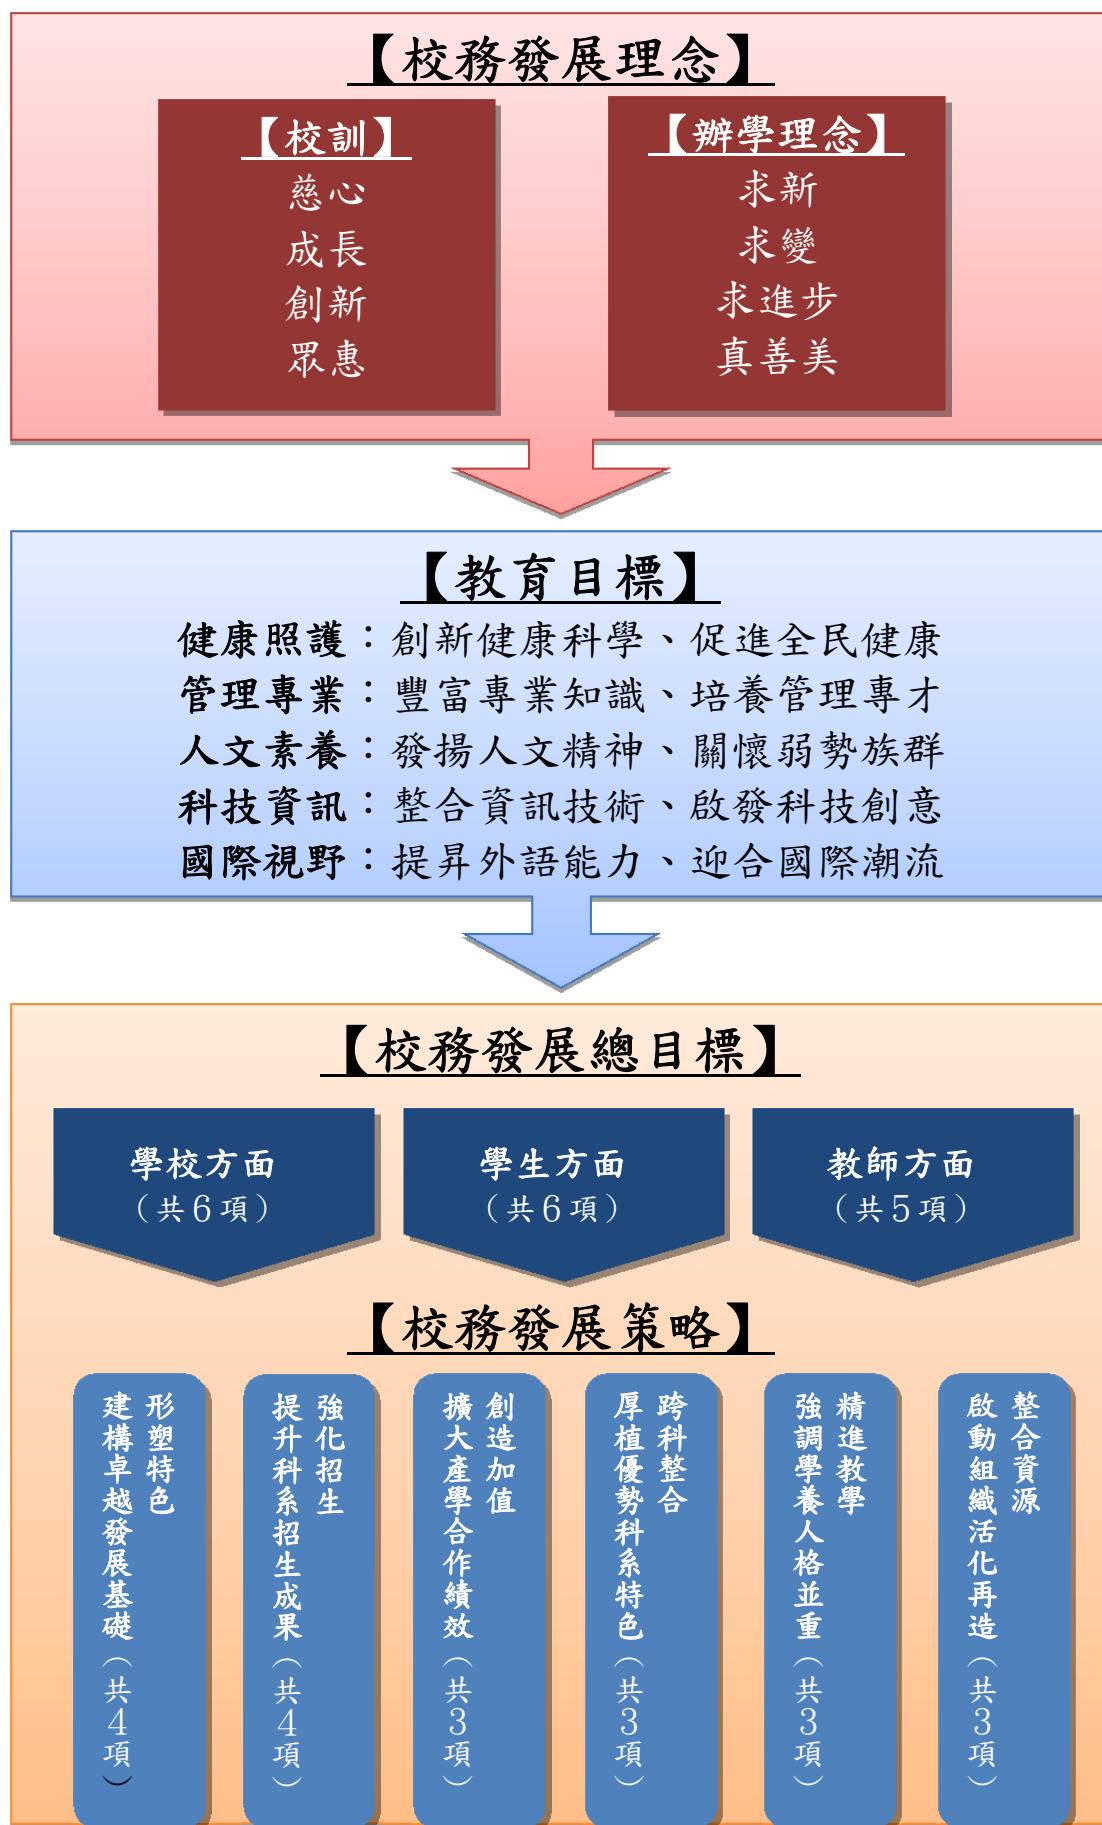 【校務發展理念】
【校訓】
慈心
成長
創新
眾惠
【辦學理念】
求新
求變
求進步
真善美
【教育目標】
健康照護：創新健康科學、促進全民健康
管理專業：豐富專業知識、培養管理專才
人文素養：發揚人文精神、關懷弱勢族群
科技資訊：整合資訊技術、啟發科技創意
國際視野：提昇外語能力、迎合國際潮流
【校務發展總目標】
學校方面
（共6項）
學生方面
（共6項）
教師方面
（共5項）
【校務發展策略】
形塑特色
建構卓越發展基礎（共4項）
強化招生
提升科系招生成果（共4項）
創造加值
擴大產學合作績效（共3項）
跨科整合
厚植優勢科系特色（共3項）
精進教學
強調學養人格並重（共3項）
整合資源
啟動組織活化再造（共3項）